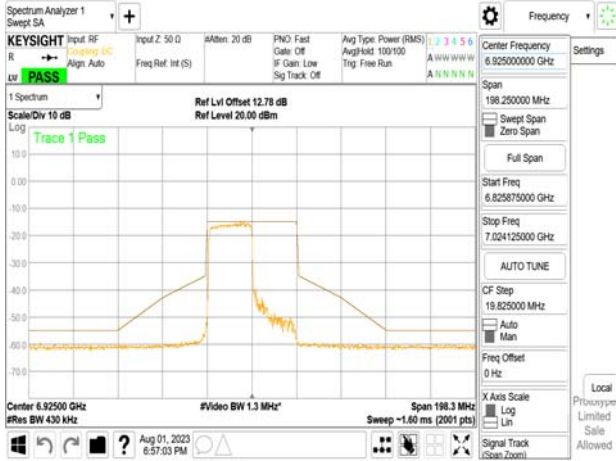 Spectrum Analyzer 1
Swept SA
Frequency
KEYSIGHT
Input: RF
Coupling: DC
Align: Auto
Input Z: 50 Ω
Freq Ref: Int (S)
#Atten: 20 dB
PNO: Fast
Gate: Off
IF Gain: Low
Sig Track: Off
Avg Type: Power (RMS)
Avg|Hold: 100/100
Trig: Free Run
1 2 3 4 5 6
A W W W W W
A N N N N N
R
LV
PASS
1 Spectrum
Scale/Div 10 dB
Ref Lvl Offset 12.78 dB
Ref Level 20.00 dBm
Log
Trace 1 Pass
10.0
0.00
-10.0
-20.0
-30.0
-40.0
-50.0
-60.0
-70.0
Center 6.92500 GHz
#Res BW 430 kHz
#Video BW 1.3 MHz*
Span 198.3 MHz
Sweep ~1.60 ms (2001 pts)
Aug 01, 2023
6:57:03 PM
Center Frequency
6.925000000 GHz
Settings
Span
198.250000 MHz
Swept Span
Zero Span
Full Span
Start Freq
6.825875000 GHz
Stop Freq
7.024125000 GHz
AUTO TUNE
CF Step
19.825000 MHz
Auto
Man
Freq Offset
0 Hz
X Axis Scale
Log
Lin
Signal Track
(Span Zoom)
Local
Prototype
Limited
Sale
Allowed